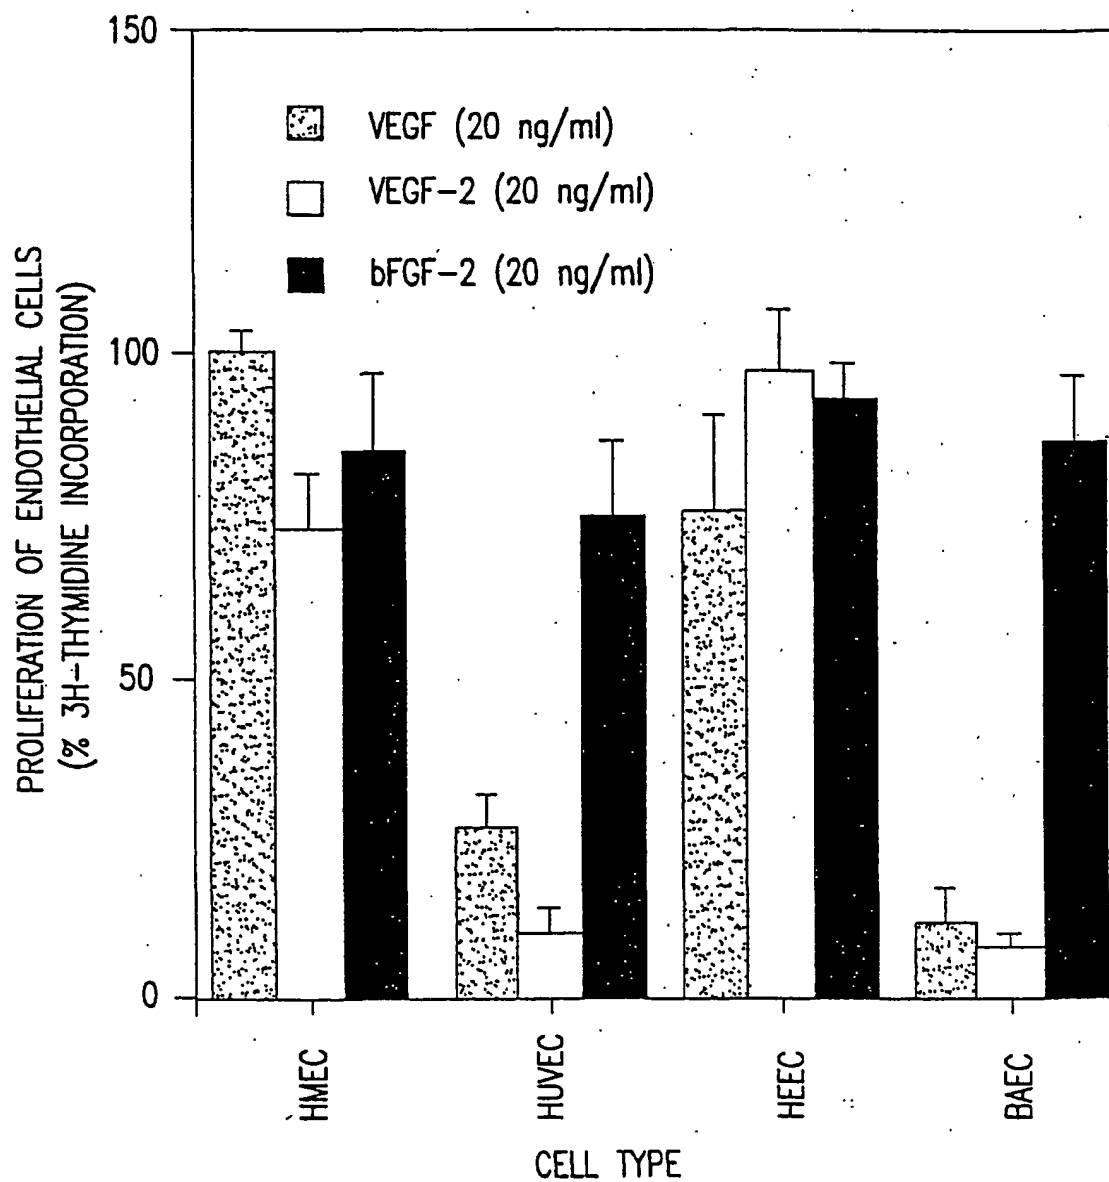 150
VEGF (20 ng/ml)
VEGF-2 (20 ng/ml)
bFGF-2 (20 ng/ml)
PROLIFERATION OF ENDOTHELIAL CELLS
(% 3H-THYMIDINE INCORPORATION)
100
50
0
HMEC
HUVEC
HEEC
BAEC
CELL TYPE